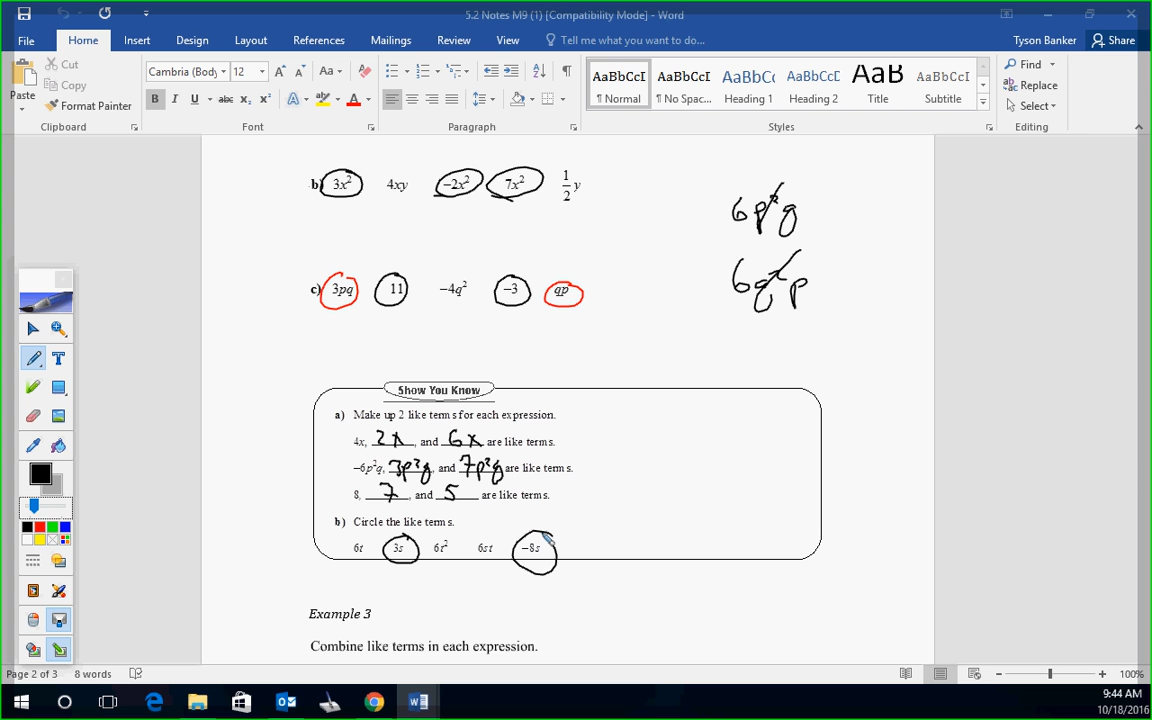 5.2 Notes M9 (1) [Compatibility Mode] - Word
File Home Insert Design Layout References Mailings Review View Tell me what you want to do... Tyson Banker Share
Paste Cut Copy Format Painter
Cambria (Body 12
AaBbCcI AaBbCcI AaBbCc AaBbCcI AaB AaBbCcI
¶ Normal ¶ No Spac... Heading 1 Heading 2 Title Subtitle
Find Replace Select
Clipboard Font Paragraph Styles Editing
b) 3x² 4xy −2x² 7x² 1/2 y
6p²q
c) 3pq 11 −4q² −3 qp
6q²p
Show You Know
a) Make up 2 like terms for each expression.
4x, 2x, and 6x are like terms.
−6p²q, 3p²q, and 7p²q are like terms.
8, 7, and 5 are like terms.
b) Circle the like terms.
6t 3s 6t² 6st −8s
Example 3
Combine like terms in each expression.
Page 2 of 3 8 words 100%
9:44 AM
10/18/2016